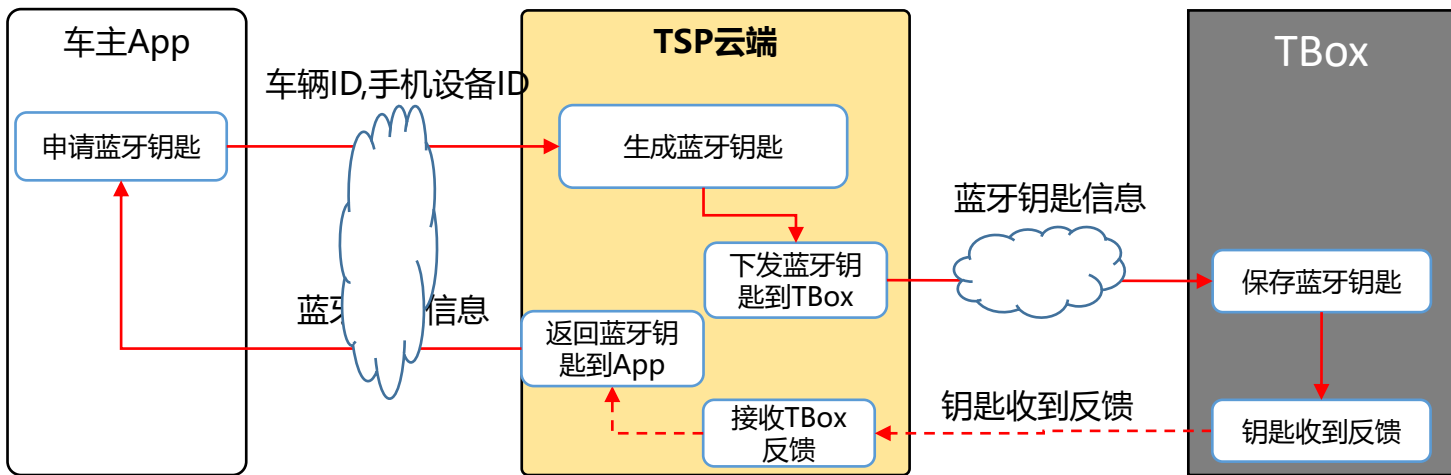 车主App
TSP云端
TBox
车辆ID,手机设备ID
申请蓝牙钥匙
生成蓝牙钥匙
蓝牙钥匙信息
下发蓝牙钥
匙到TBox
保存蓝牙钥匙
蓝牙
信息
返回蓝牙钥
匙到App
钥匙收到反馈
接收TBox
反馈
钥匙收到反馈